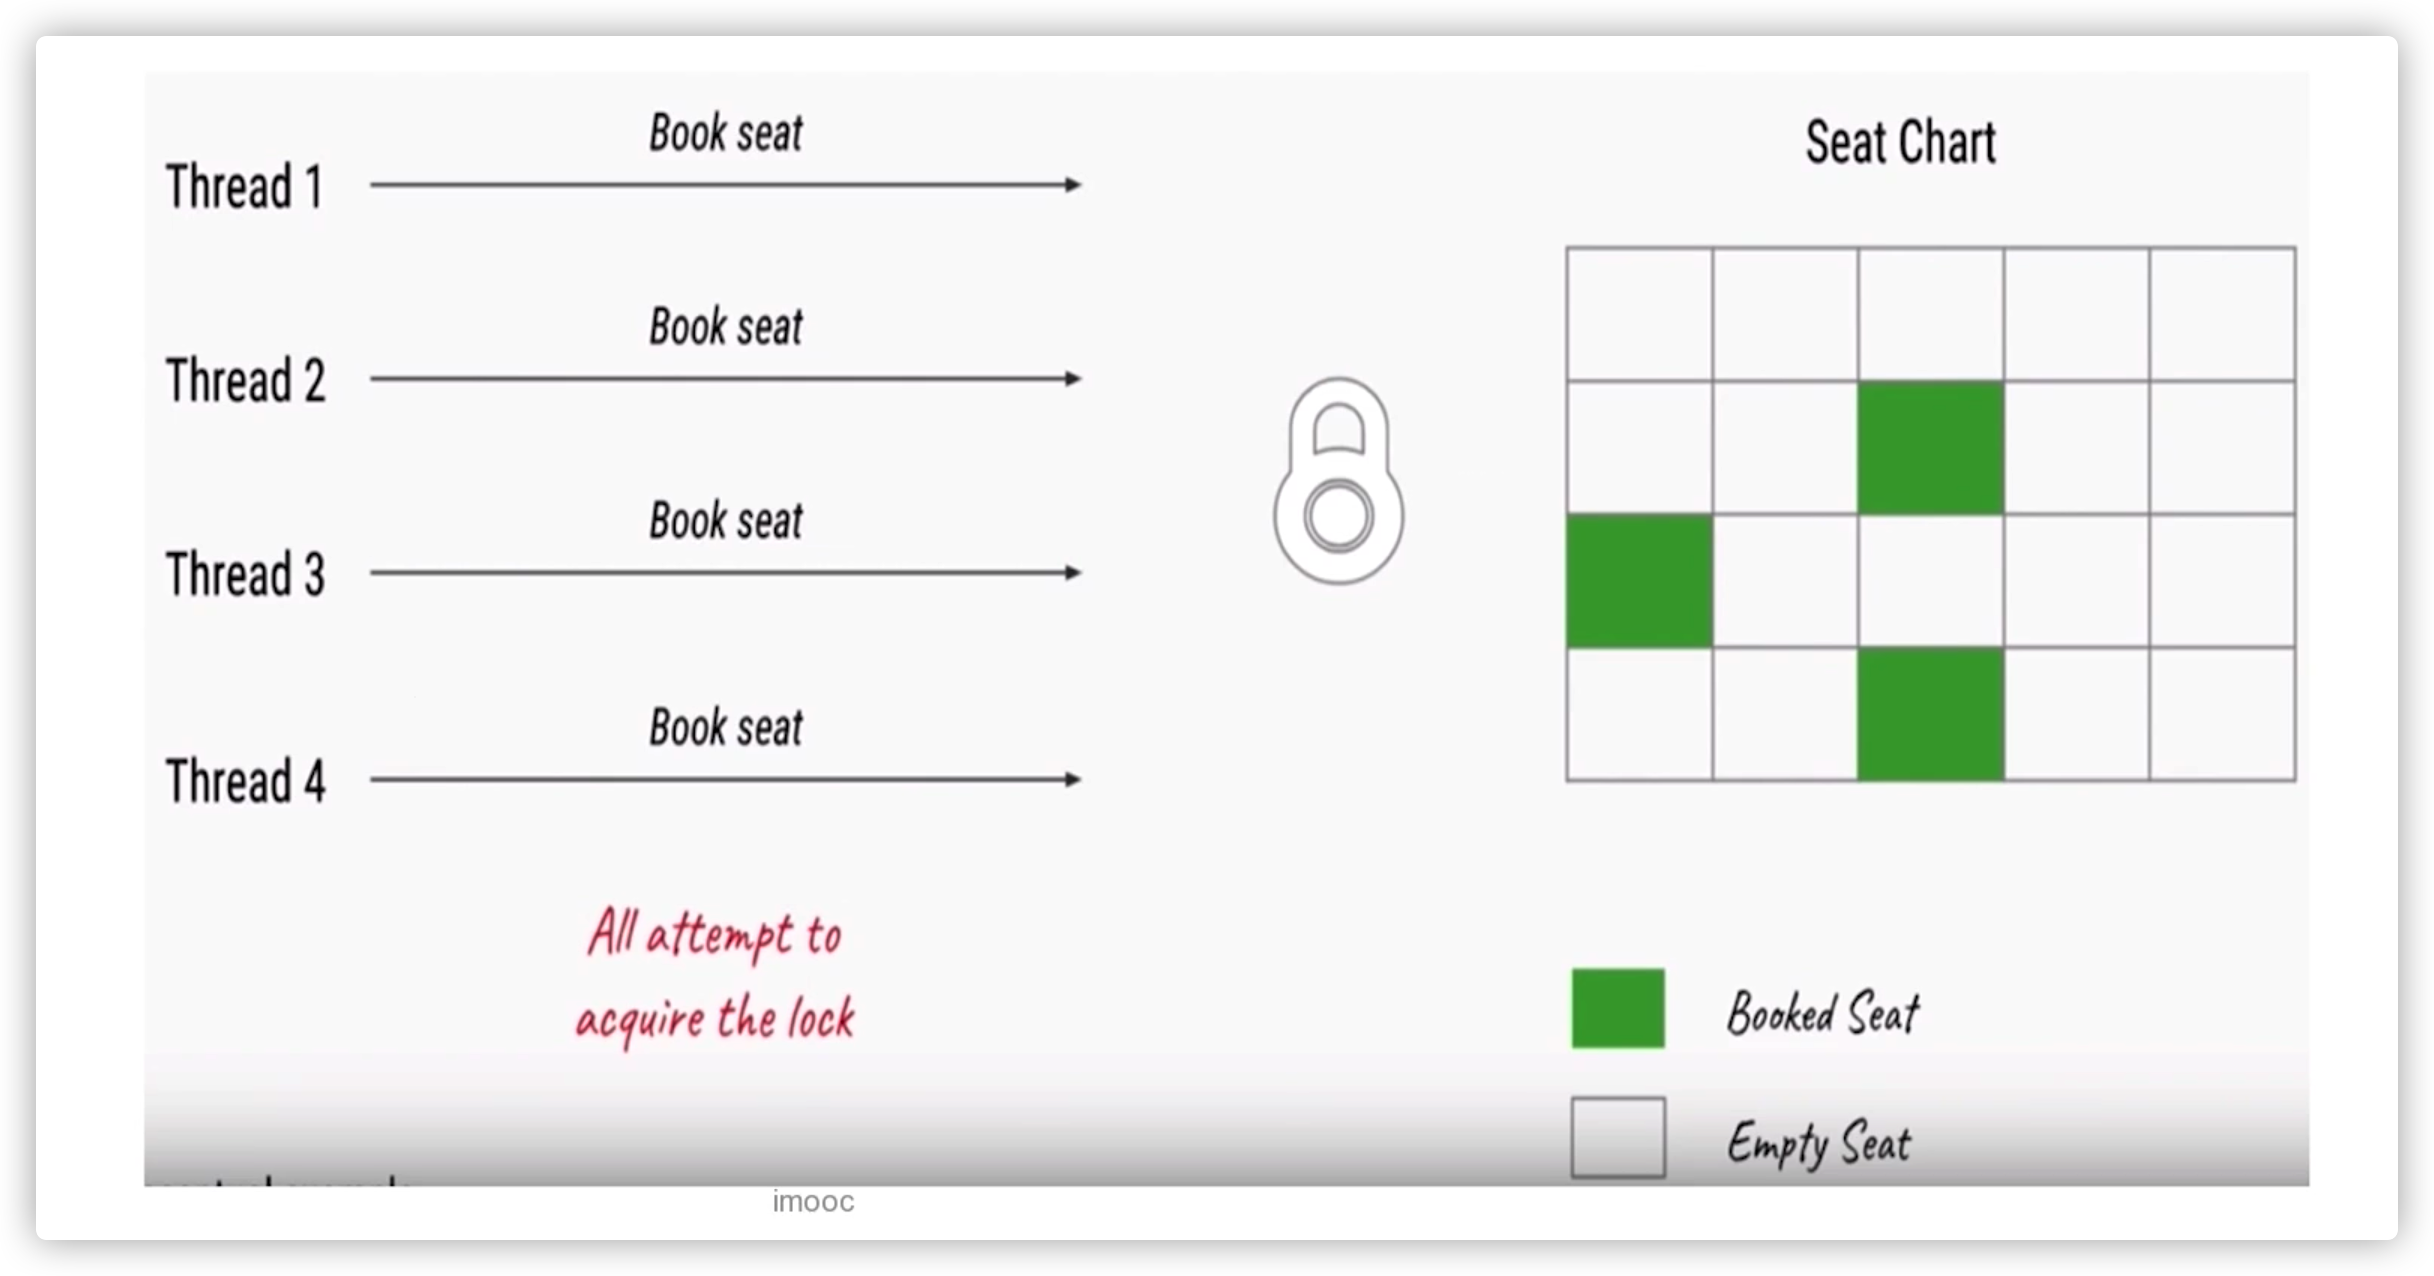 Book seat
Thread 1
Book seat
Thread 2
Book seat
Thread 3
Book seat
Thread 4
All attempt to
acquire the lock
Seat Chart
Booked Seat
Empty Seat
imooc